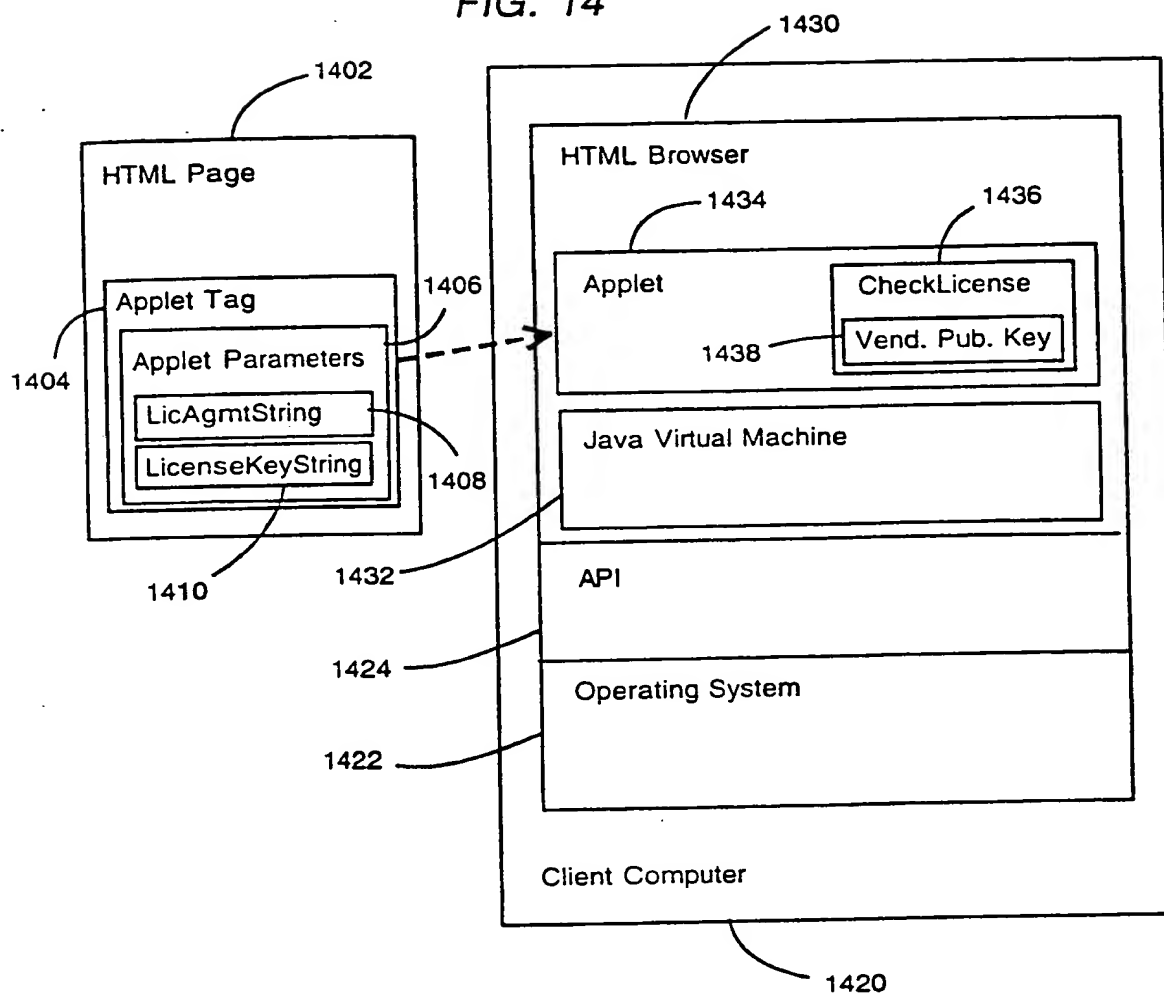 FIG. 14
1430
1402
HTML Page
HTML Browser
1434
1436
Applet Tag
1406
Applet
CheckLicense
Applet Parameters
1438
Vend. Pub. Key
1404
LicAgmtString
Java Virtual Machine
LicenseKeyString
1408
1432
API
1410
1424
Operating System
1422
Client Computer
1420